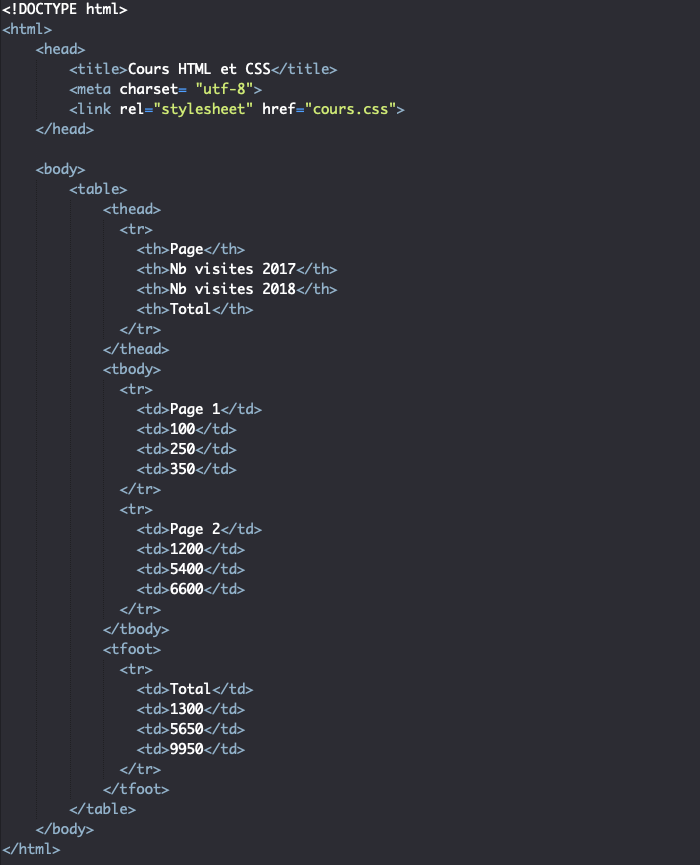 <!DOCTYPE html>
<html>
    <head>
        <title>Cours HTML et CSS</title>
        <meta charset= "utf-8">
        <link rel="stylesheet" href="cours.css">
    </head>

    <body>
        <table>
            <thead>
              <tr>
                <th>Page</th>
                <th>Nb visites 2017</th>
                <th>Nb visites 2018</th>
                <th>Total</th>
              </tr>
            </thead>
            <tbody>
              <tr>
                <td>Page 1</td>
                <td>100</td>
                <td>250</td>
                <td>350</td>
              </tr>
              <tr>
                <td>Page 2</td>
                <td>1200</td>
                <td>5400</td>
                <td>6600</td>
              </tr>
            </tbody>
            <tfoot>
              <tr>
                <td>Total</td>
                <td>1300</td>
                <td>5650</td>
                <td>9950</td>
              </tr>
            </tfoot>
        </table>
    </body>
</html>